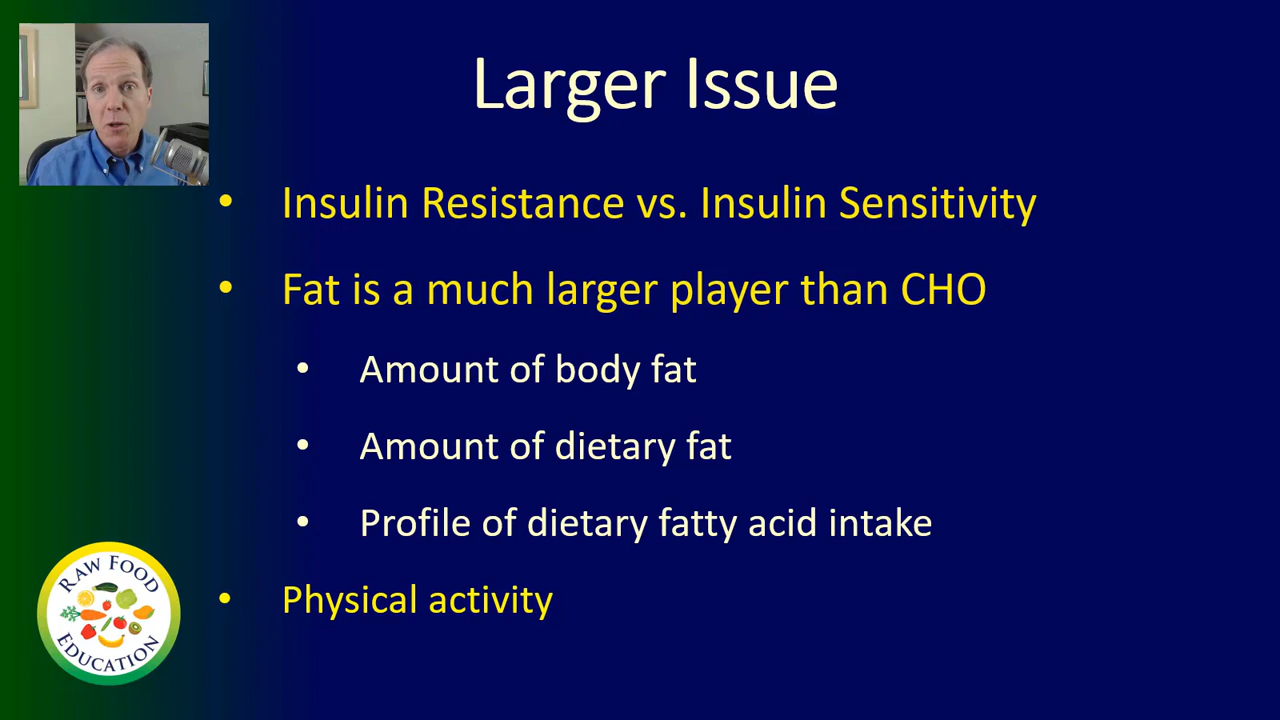 Larger Issue
• Insulin Resistance vs. Insulin Sensitivity
• Fat is a much larger player than CHO
• Amount of body fat
• Amount of dietary fat
• Profile of dietary fatty acid intake
• Physical activity
RAW FOOD
EDUCATION